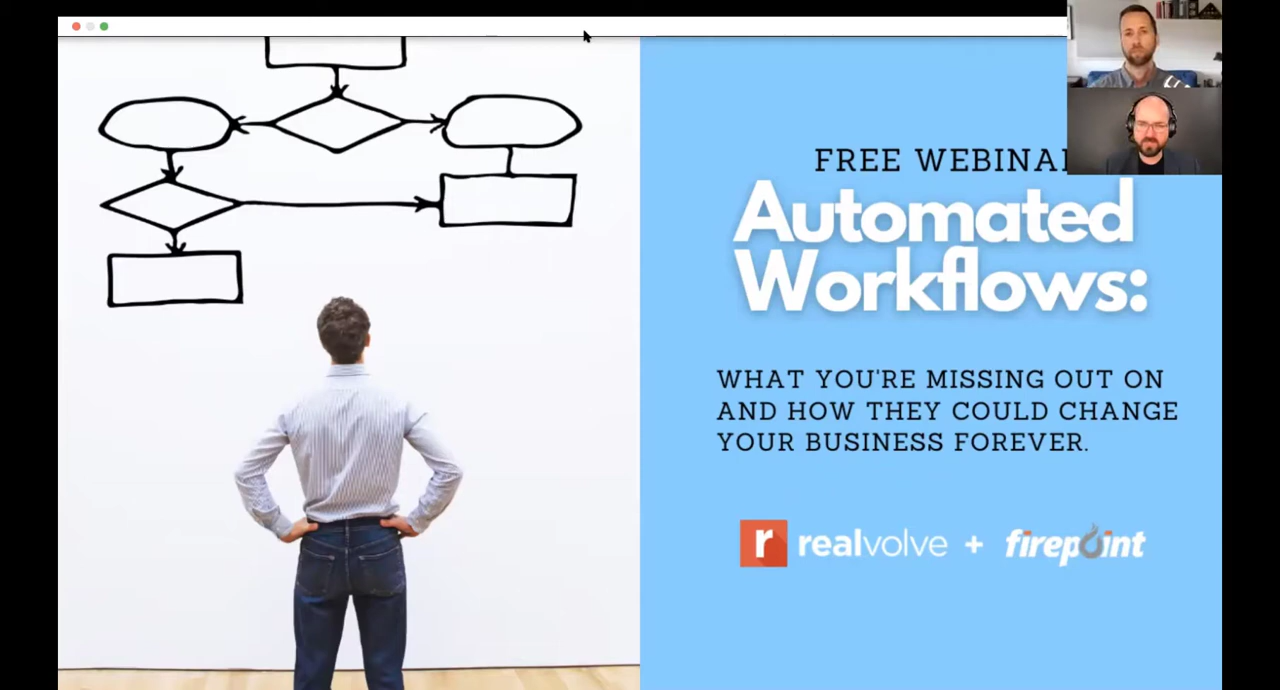 FREE WEBINAR
Automated
Workflows:
WHAT YOU'RE MISSING OUT ON
AND HOW THEY COULD CHANGE
YOUR BUSINESS FOREVER.
r realvolve + firepoint